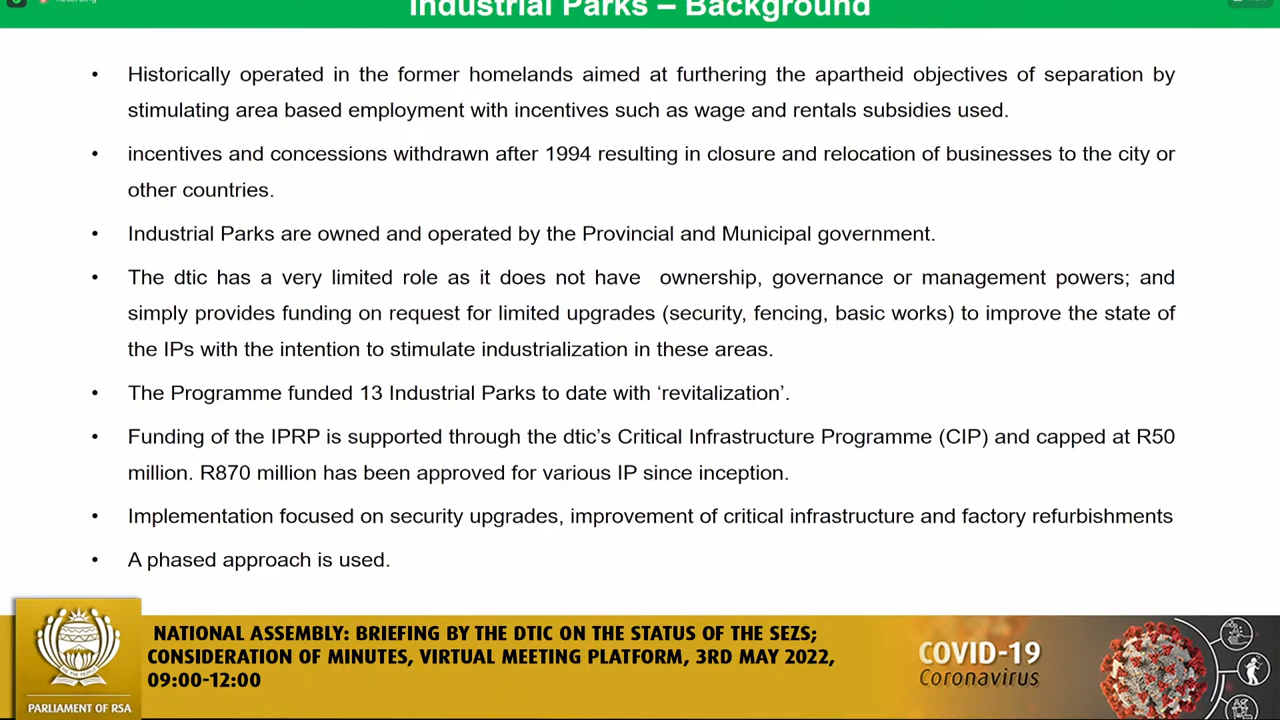 Industrial Parks – Background
• Historically operated in the former homelands aimed at furthering the apartheid objectives of separation by
stimulating area based employment with incentives such as wage and rentals subsidies used.
• incentives and concessions withdrawn after 1994 resulting in closure and relocation of businesses to the city or
other countries.
• Industrial Parks are owned and operated by the Provincial and Municipal government.
• The dtic has a very limited role as it does not have ownership, governance or management powers; and
simply provides funding on request for limited upgrades (security, fencing, basic works) to improve the state of
the IPs with the intention to stimulate industrialization in these areas.
• The Programme funded 13 Industrial Parks to date with ‘revitalization’.
• Funding of the IPRP is supported through the dtic’s Critical Infrastructure Programme (CIP) and capped at R50
million. R870 million has been approved for various IP since inception.
• Implementation focused on security upgrades, improvement of critical infrastructure and factory refurbishments
• A phased approach is used.
NATIONAL ASSEMBLY: BRIEFING BY THE DTIC ON THE STATUS OF THE SEZS;
CONSIDERATION OF MINUTES, VIRTUAL MEETING PLATFORM, 3RD MAY 2022,
09:00-12:00
PARLIAMENT OF RSA
COVID-19
Coronavirus